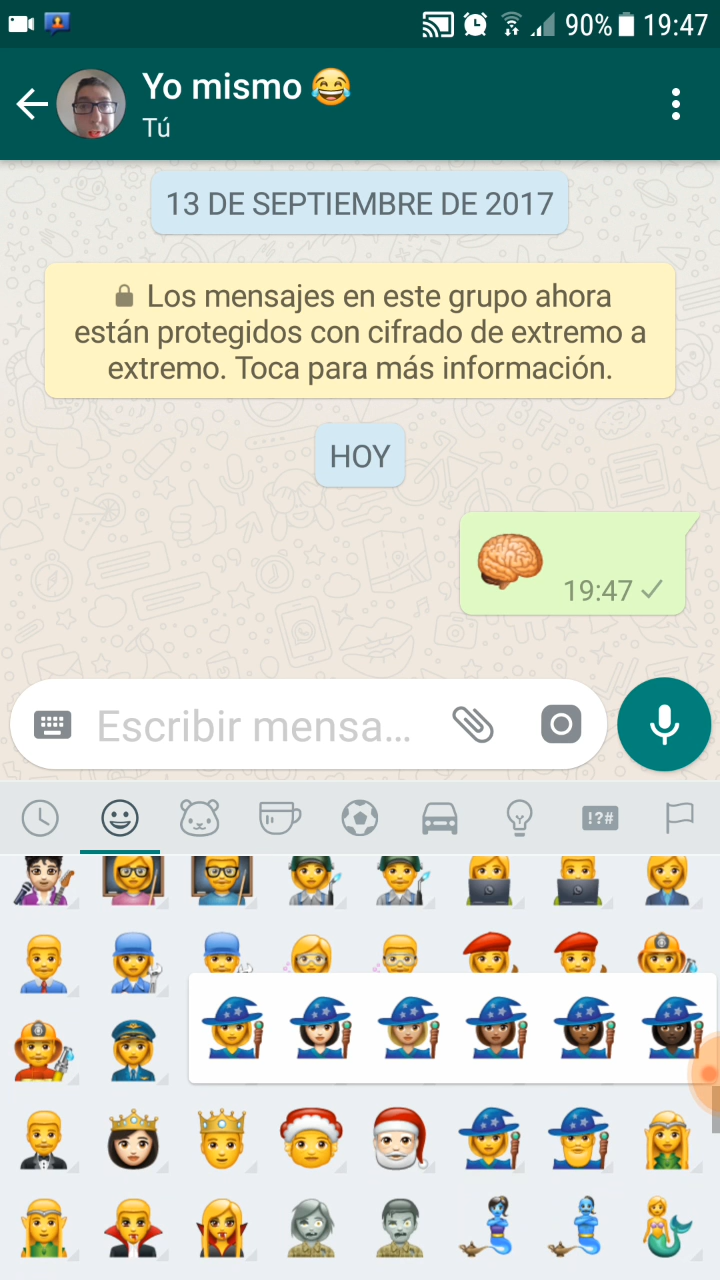 90% 19:47
Yo mismo 😂
Tú
13 DE SEPTIEMBRE DE 2017
Los mensajes en este grupo ahora
están protegidos con cifrado de extremo a
extremo. Toca para más información.
HOY
19:47
Escribir mensa...
!?#